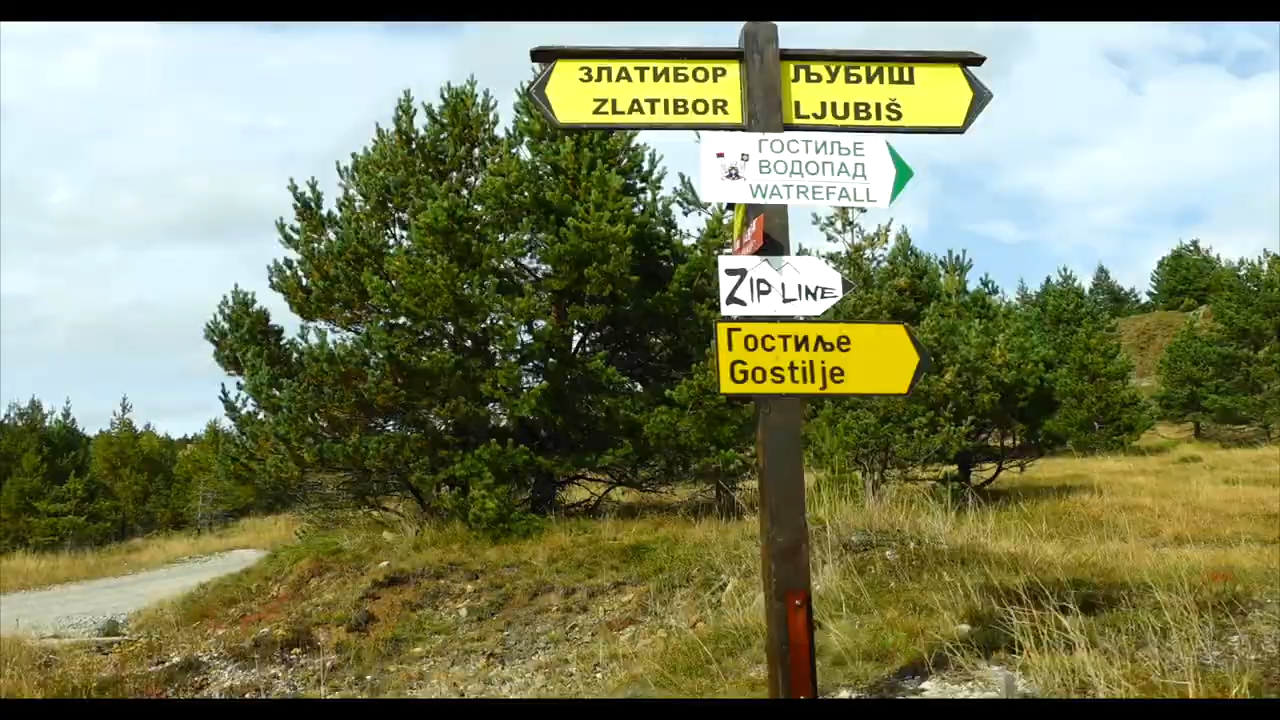 ЗЛАТИБОР
ZLATIBOR
ЉУБИШ
LJUBIŠ
ГОСТИЉЕ
ВОДОПАД
WATREFALL
ZIP LINE
Гостиље
Gostilje